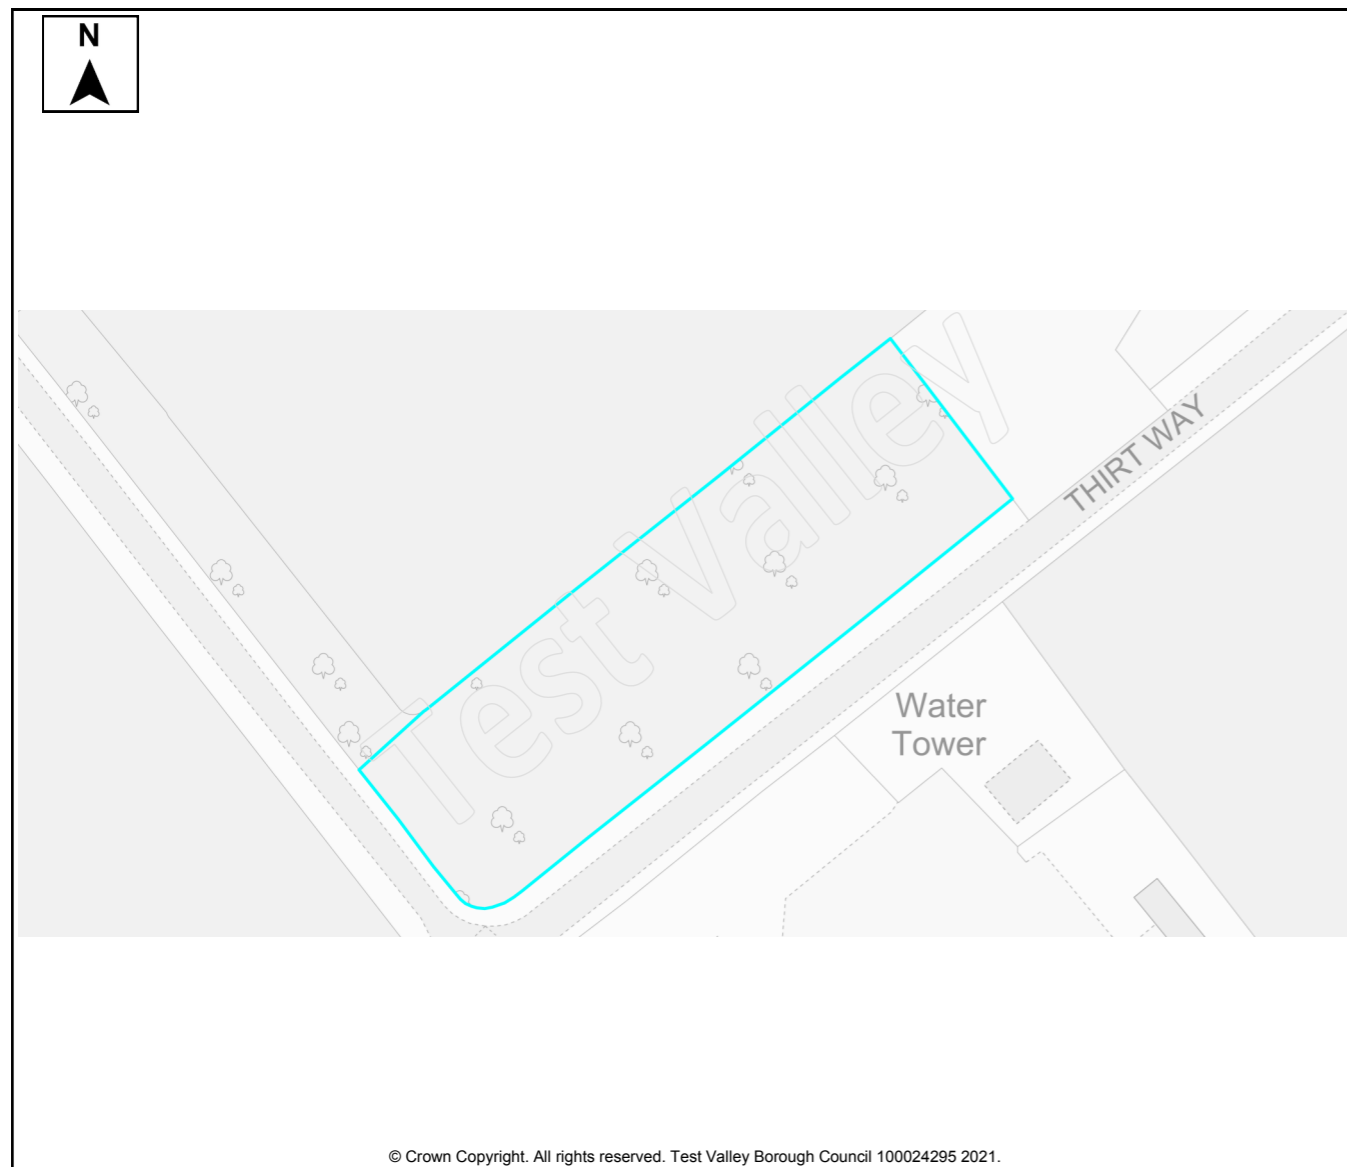 N
Test Valley
THIRT WAY
Water
Tower
© Crown Copyright. All rights reserved. Test Valley Borough Council 100024295 2021.